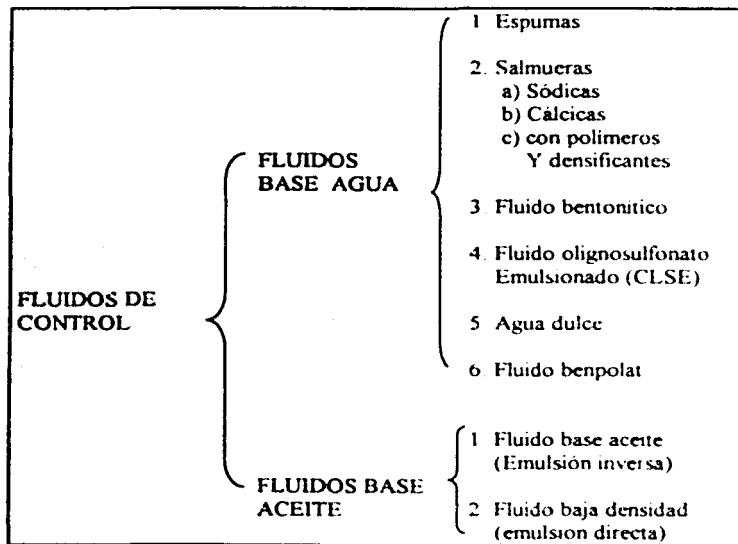 FLUIDOS DE
CONTROL
FLUIDOS
BASE AGUA
1 Espumas
2. Salmueras
a) Sódicas
b) Cálcicas
c) con polimeros
Y densificantes
3 Fluido bentonitico
4 Fluido olignosulfonato
Emulsionado (CLSE)
5 Agua dulce
6. Fluido benpolat
FLUIDOS BASE
ACEITE
1 Fluido base aceite
(Emulsión inversa)
2 Fluido baja densidad
(emulsion directa)